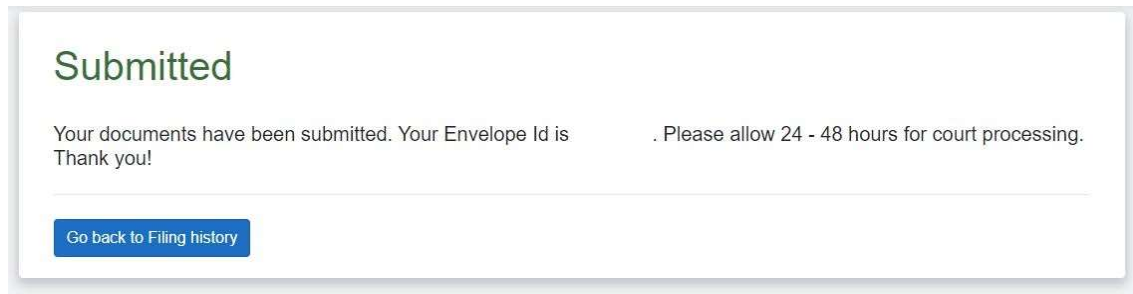 Submitted
Your documents have been submitted. Your Envelope Id is . Please allow 24 - 48 hours for court processing.
Thank you!
Go back to Filing history